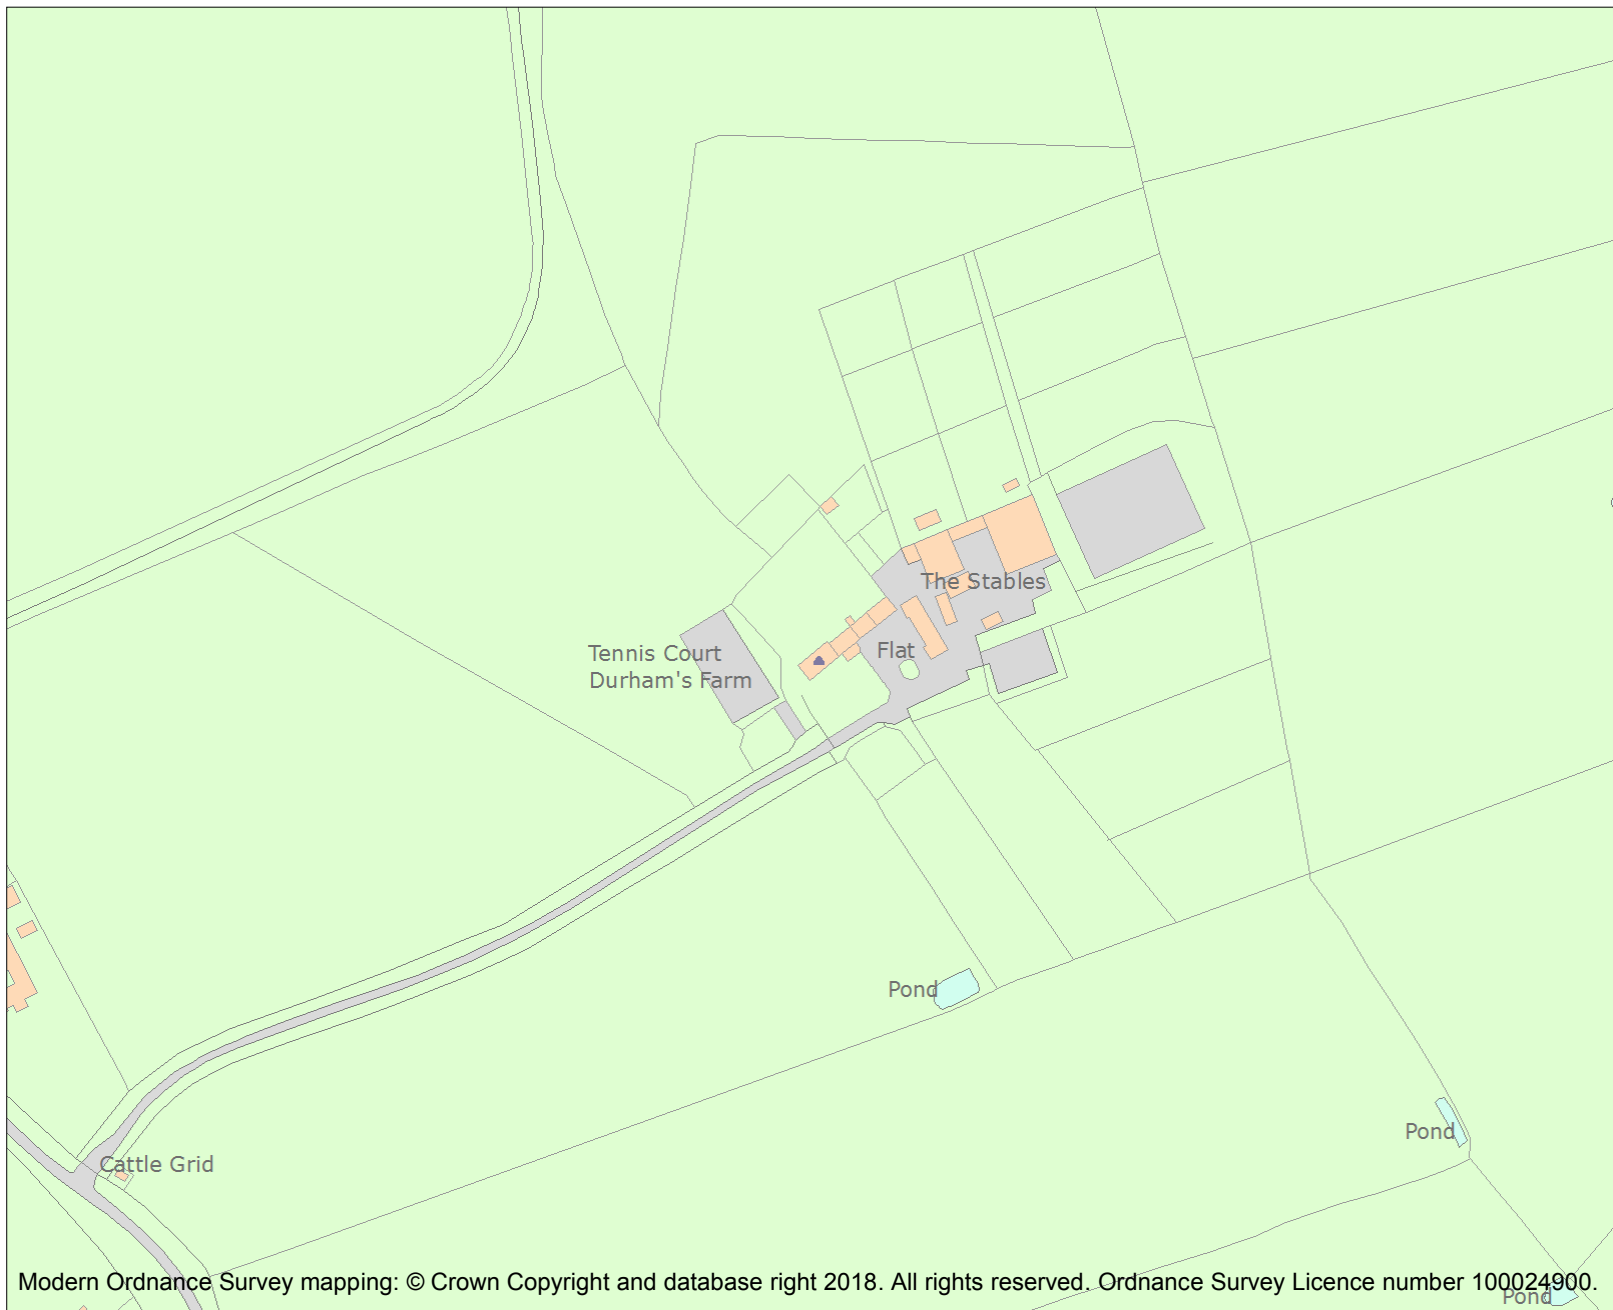 The Stables
Tennis Court
Flat
Durham's Farm
Pond
Pond
Cattle Grid
Modern Ordnance Survey mapping: © Crown Copyright and database right 2018. All rights reserved. Ordnance Survey Licence number 100024900.
Pond